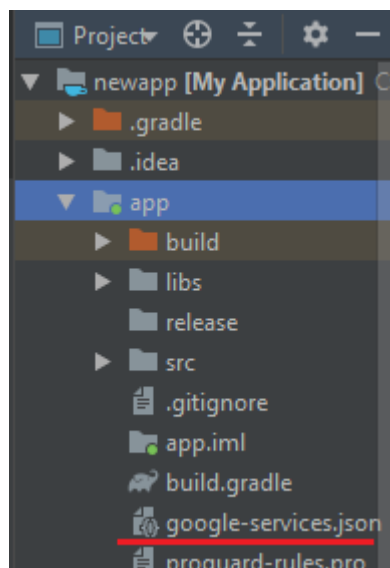 Project
newapp [My Application]
.gradle
.idea
app
build
libs
release
src
.gitignore
app.iml
build.gradle
google-services.json
proguard-rules.pro